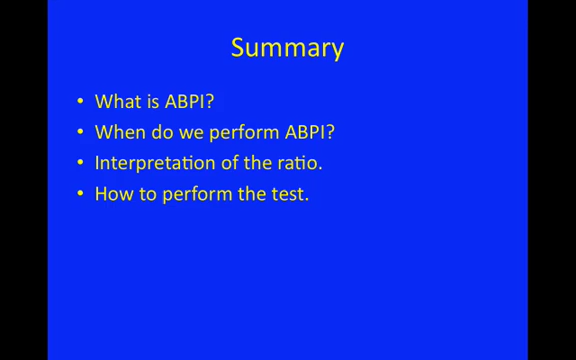 Summary
• What is ABPI?
• When do we perform ABPI?
• Interpretation of the ratio.
• How to perform the test.